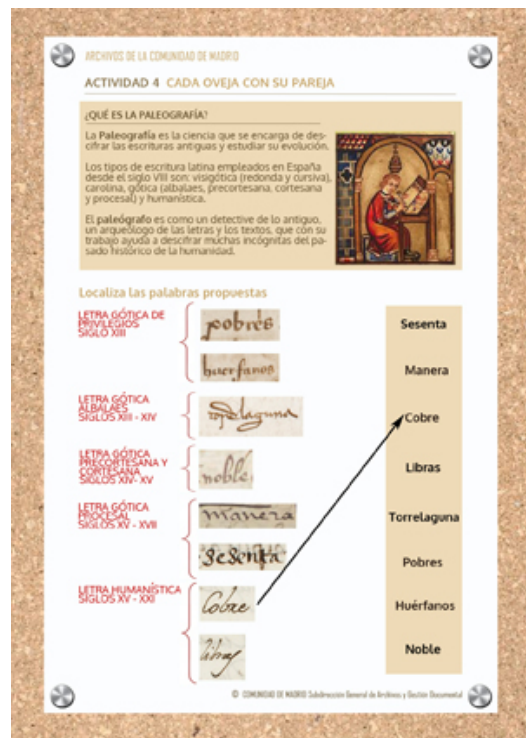 ARCHIVOS DE LA COMUNIDAD DE MADRID
ACTIVIDAD 4 CADA OVEJA CON SU PAREJA
¿QUÉ ES LA PALEOGRAFÍA?
La Paleografía es la ciencia que se encarga de des-
cifrar las escrituras antiguas y estudiar su evolución.
Los tipos de escritura latina empleados en España
desde el siglo VIII son: visigótica (redonda y cursiva),
carolina, gótica (albalaes, precortesana, cortesana
y procesal) y humanística.
El paleógrafo es como un detective de lo antiguo,
un arqueólogo de las letras y los textos, que con su
trabajo ayuda a descifrar muchas incógnitas del pa-
sado histórico de la humanidad.
Localiza las palabras propuestas
LETRA GÓTICA DE
PRIVILEGIOS
SIGLO XIII
pobres
huerfanos
LETRA GÓTICA
ALBALAES
SIGLOS XIII - XIV
torrelaguna
LETRA GÓTICA
PRECORTESANA Y
CORTESANA
SIGLOS XIV- XV
noble
LETRA GÓTICA
PROCESAL
SIGLOS XV - XVII
manera
sesenta
LETRA HUMANÍSTICA
SIGLOS XV - XXI
Cobre
libras
Sesenta
Manera
Cobre
Libras
Torrelaguna
Pobres
Huérfanos
Noble
© COMUNIDAD DE MADRID Subdirección General de Archivos y Gestión Documental